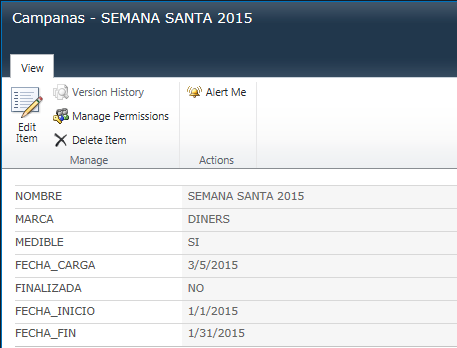 Campanas - SEMANA SANTA 2015
View
Edit Item
Version History
Manage Permissions
Delete Item
Manage
Alert Me
Actions
NOMBRE SEMANA SANTA 2015
MARCA DINERS
MEDIBLE SI
FECHA_CARGA 3/5/2015
FINALIZADA NO
FECHA_INICIO 1/1/2015
FECHA_FIN 1/31/2015